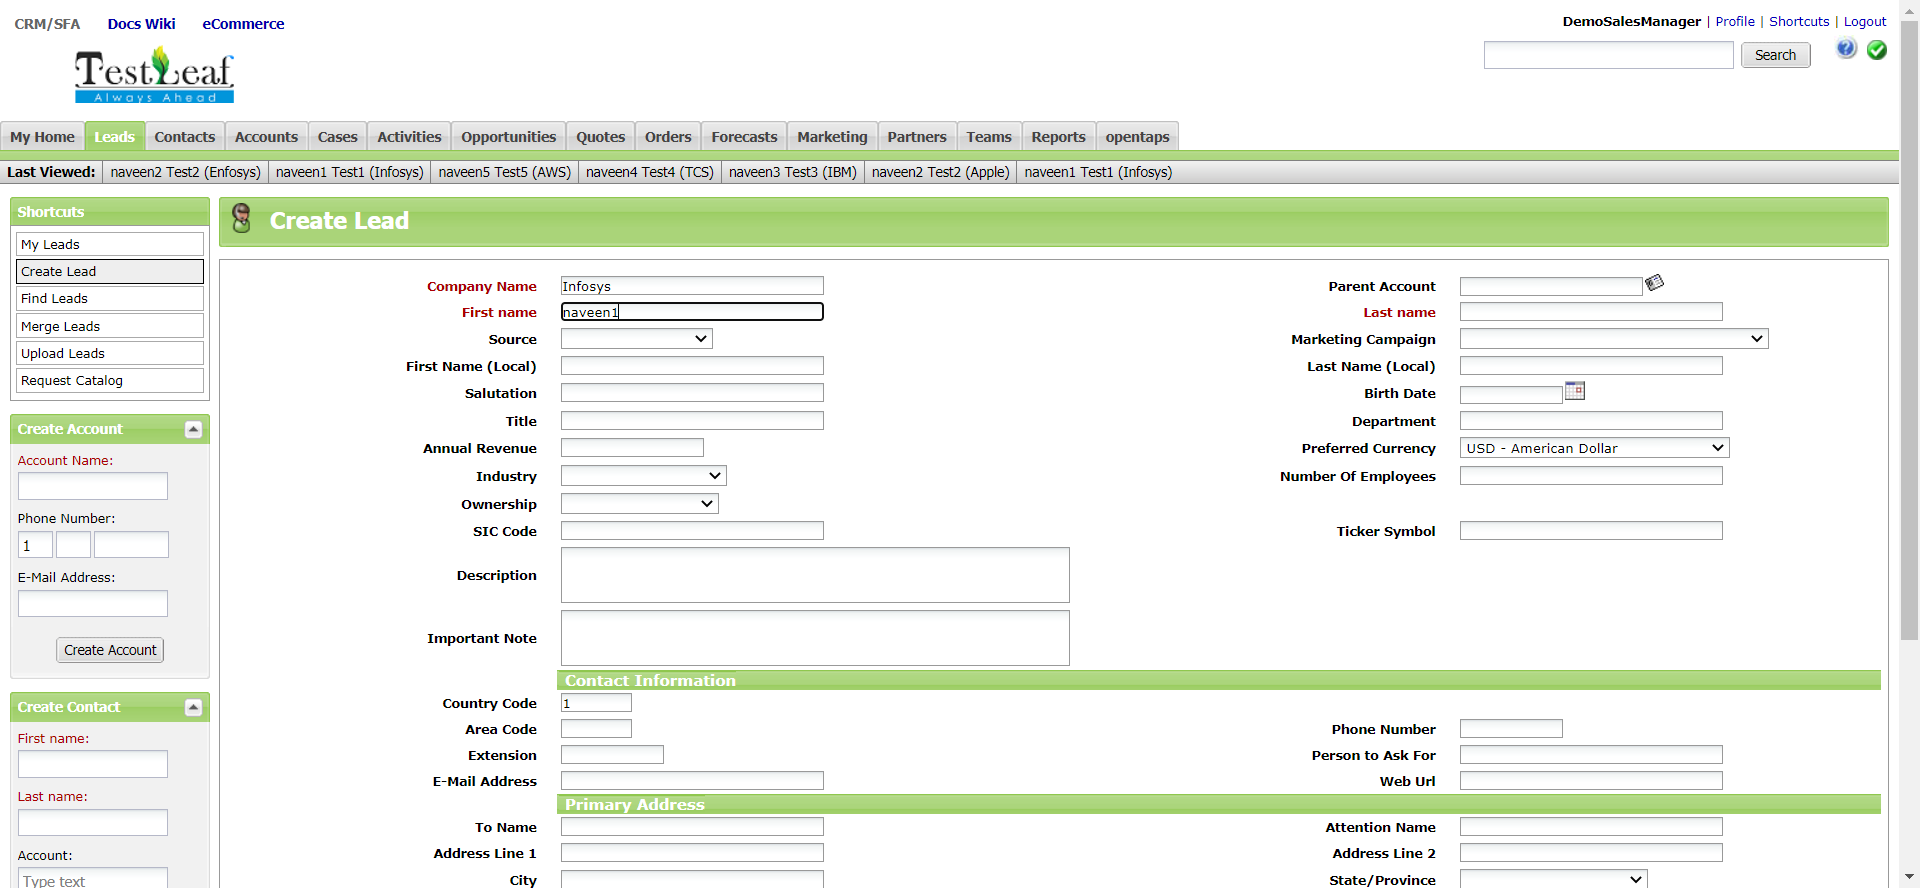 CRM/SFA Docs Wiki eCommerce
DemoSalesManager | Profile | Shortcuts | Logout
TestLeaf
Always Ahead
Search
My Home Leads Contacts Accounts Cases Activities Opportunities Quotes Orders Forecasts Marketing Partners Teams Reports opentaps
Last Viewed: naveen2 Test2 (Enfosys) naveen1 Test1 (Infosys) naveen5 Test5 (AWS) naveen4 Test4 (TCS) naveen3 Test3 (IBM) naveen2 Test2 (Apple) naveen1 Test1 (Infosys)
Shortcuts
My Leads
Create Lead
Find Leads
Merge Leads
Upload Leads
Request Catalog
Create Account
Account Name:
Phone Number:
1
E-Mail Address:
Create Account
Create Contact
First name:
Last name:
Account:
Type text
Create Lead
Company Name Infosys Parent Account
First name naveen1 Last name
Source Marketing Campaign
First Name (Local) Last Name (Local)
Salutation Birth Date
Title Department
Annual Revenue Preferred Currency USD - American Dollar
Industry Number Of Employees
Ownership
SIC Code Ticker Symbol
Description
Important Note
Contact Information
Country Code 1
Area Code Phone Number
Extension Person to Ask For
E-Mail Address Web Url
Primary Address
To Name Attention Name
Address Line 1 Address Line 2
City State/Province